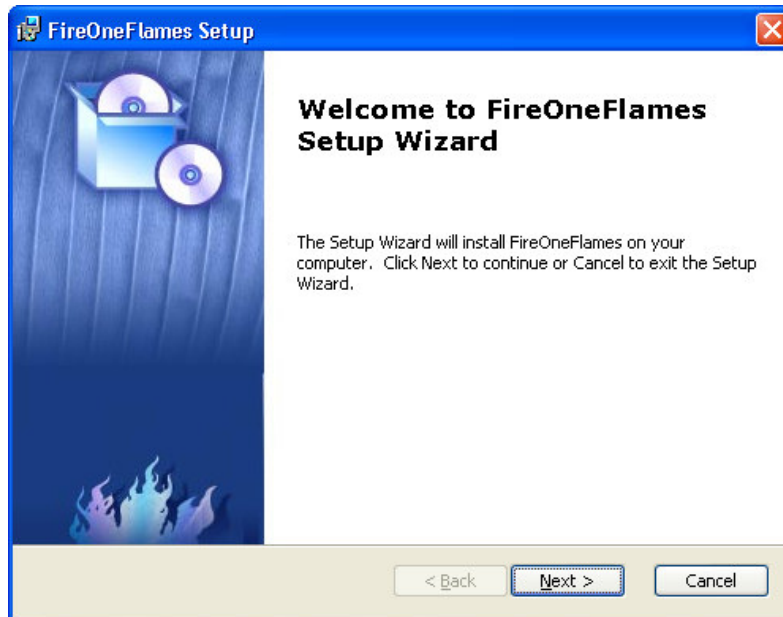 FireOneFlames Setup
Welcome to FireOneFlames
Setup Wizard
The Setup Wizard will install FireOneFlames on your
computer.  Click Next to continue or Cancel to exit the Setup
Wizard.
< Back
Next >
Cancel